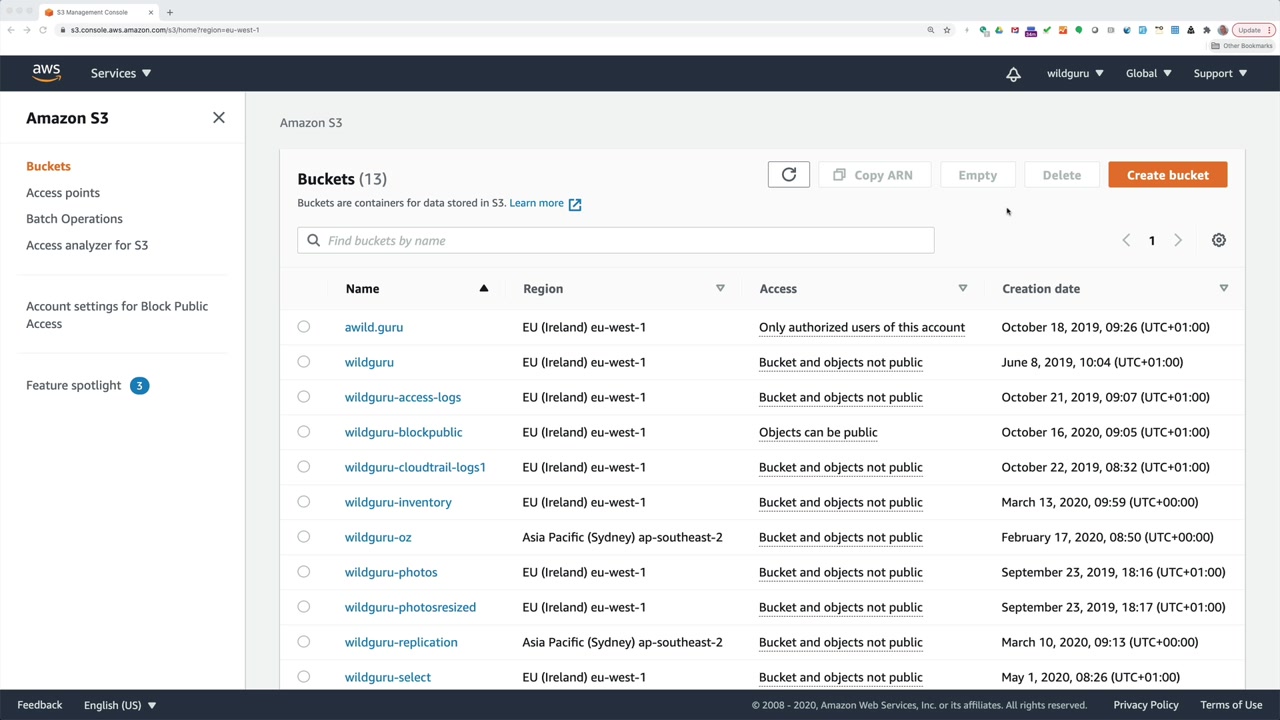 S3 Management Console
s3.console.aws.amazon.com/s3/home?region=eu-west-1
Update
Other Bookmarks
aws
Services
wildguru
Global
Support
Amazon S3
Buckets
Access points
Batch Operations
Access analyzer for S3
Account settings for Block Public
Access
Feature spotlight 3
Amazon S3
Buckets (13)
Copy ARN
Empty
Delete
Create bucket
Buckets are containers for data stored in S3. Learn more
Find buckets by name
1
Name Region Access Creation date
awild.guru EU (Ireland) eu-west-1 Only authorized users of this account October 18, 2019, 09:26 (UTC+01:00)
wildguru EU (Ireland) eu-west-1 Bucket and objects not public June 8, 2019, 10:04 (UTC+01:00)
wildguru-access-logs EU (Ireland) eu-west-1 Bucket and objects not public October 21, 2019, 09:07 (UTC+01:00)
wildguru-blockpublic EU (Ireland) eu-west-1 Objects can be public October 16, 2020, 09:05 (UTC+01:00)
wildguru-cloudtrail-logs1 EU (Ireland) eu-west-1 Bucket and objects not public October 22, 2019, 08:32 (UTC+01:00)
wildguru-inventory EU (Ireland) eu-west-1 Bucket and objects not public March 13, 2020, 09:59 (UTC+00:00)
wildguru-oz Asia Pacific (Sydney) ap-southeast-2 Bucket and objects not public February 17, 2020, 08:50 (UTC+00:00)
wildguru-photos EU (Ireland) eu-west-1 Bucket and objects not public September 23, 2019, 18:16 (UTC+01:00)
wildguru-photosresized EU (Ireland) eu-west-1 Bucket and objects not public September 23, 2019, 18:17 (UTC+01:00)
wildguru-replication Asia Pacific (Sydney) ap-southeast-2 Bucket and objects not public March 10, 2020, 09:13 (UTC+00:00)
wildguru-select EU (Ireland) eu-west-1 Bucket and objects not public May 1, 2020, 08:26 (UTC+01:00)
Feedback
English (US)
© 2008 - 2020, Amazon Web Services, Inc. or its affiliates. All rights reserved.
Privacy Policy
Terms of Use